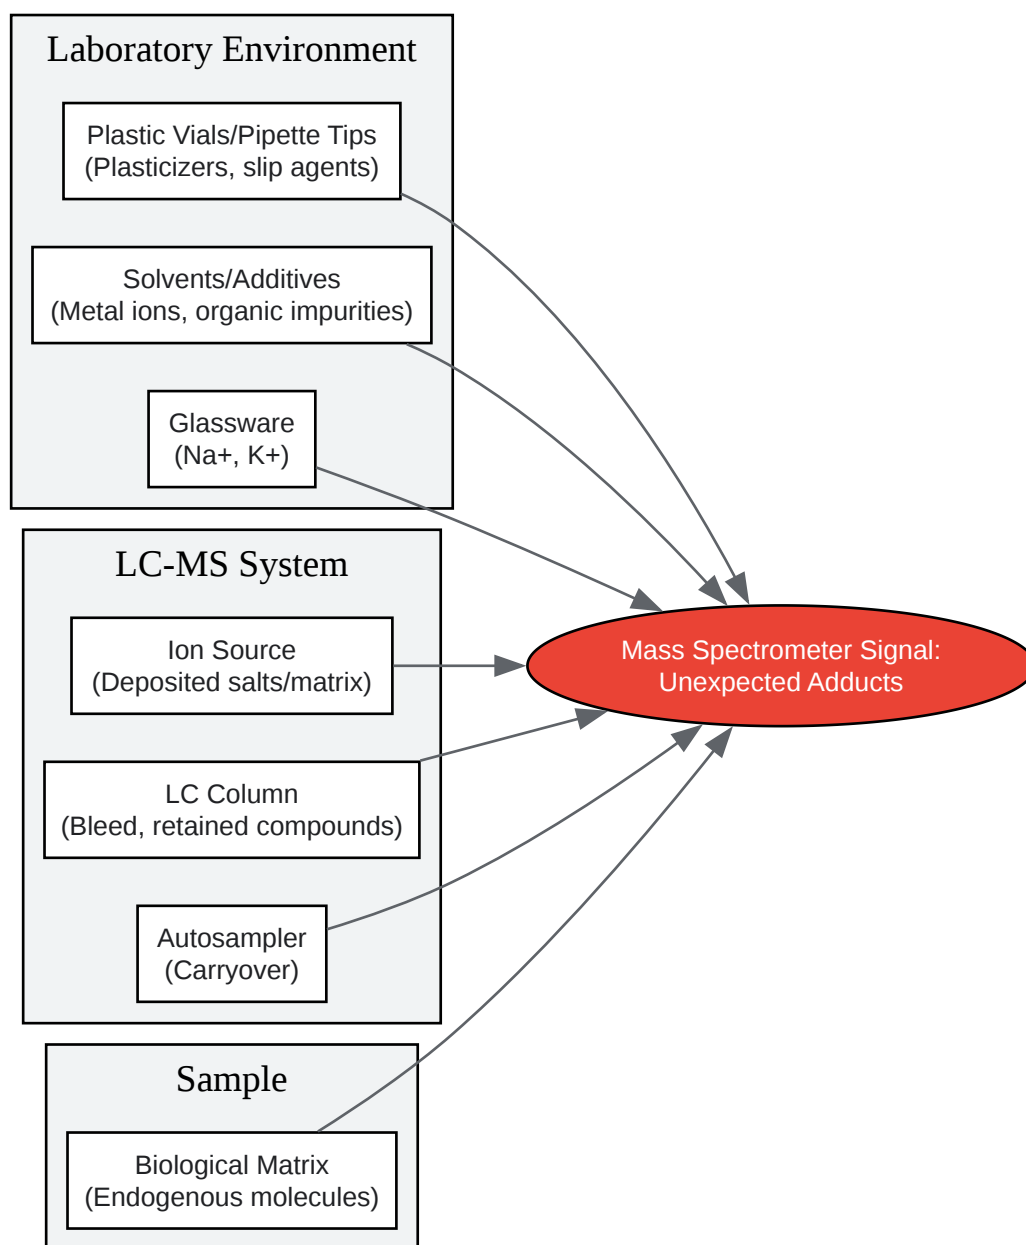 Laboratory Environment
Plastic Vials/Pipette Tips
(Plasticizers, slip agents)
Solvents/Additives
(Metal ions, organic impurities)
Glassware
(Na+, K+)
LC-MS System
Ion Source
(Deposited salts/matrix)
LC Column
(Bleed, retained compounds)
Autosampler
(Carryover)
Sample
Biological Matrix
(Endogenous molecules)
Mass Spectrometer Signal:
Unexpected Adducts